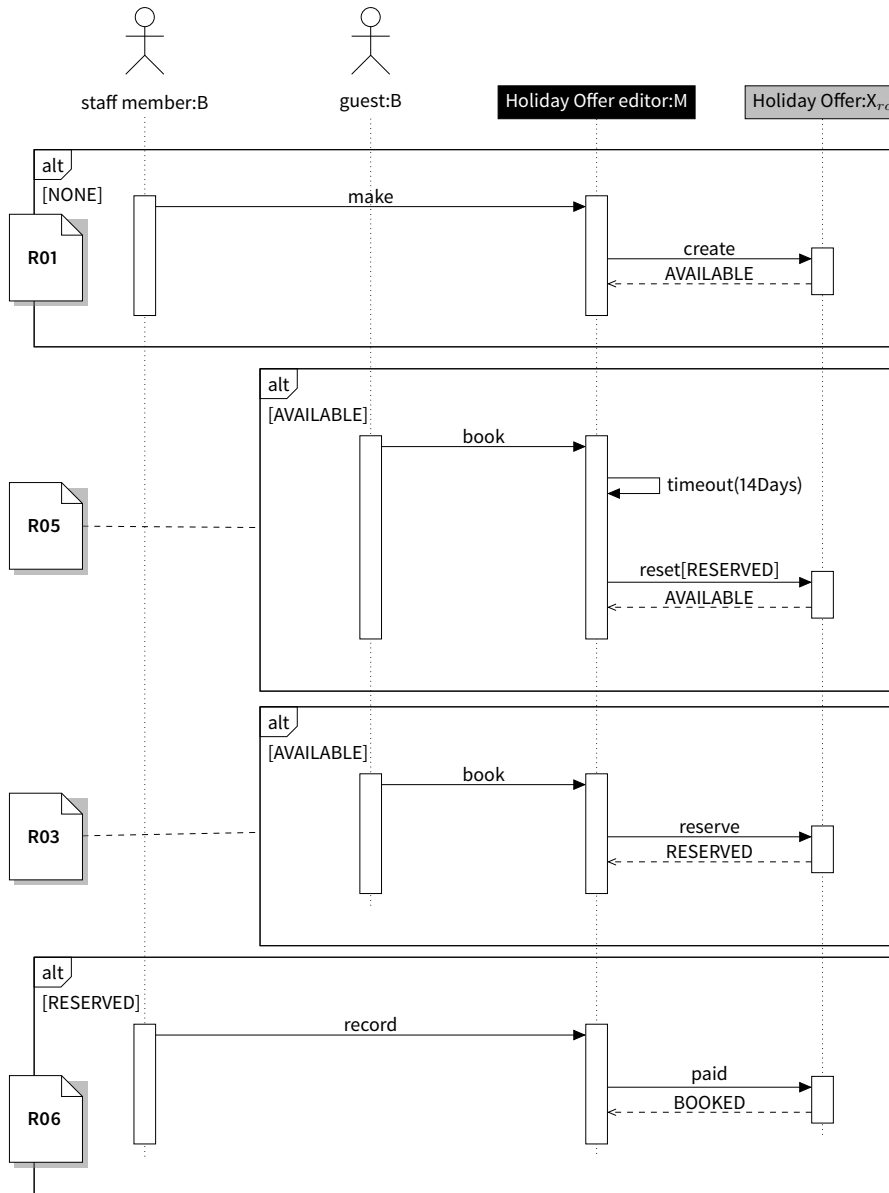 staff member:B
guest:B
Holiday Offer editor:M
Holiday Offer:X
alt
[NONE]
make
R01
create
AVAILABLE
alt
[AVAILABLE]
book
timeout(14Days)
R05
reset[RESERVED]
AVAILABLE
alt
[AVAILABLE]
book
R03
reserve
RESERVED
alt
[RESERVED]
record
paid
BOOKED
R06